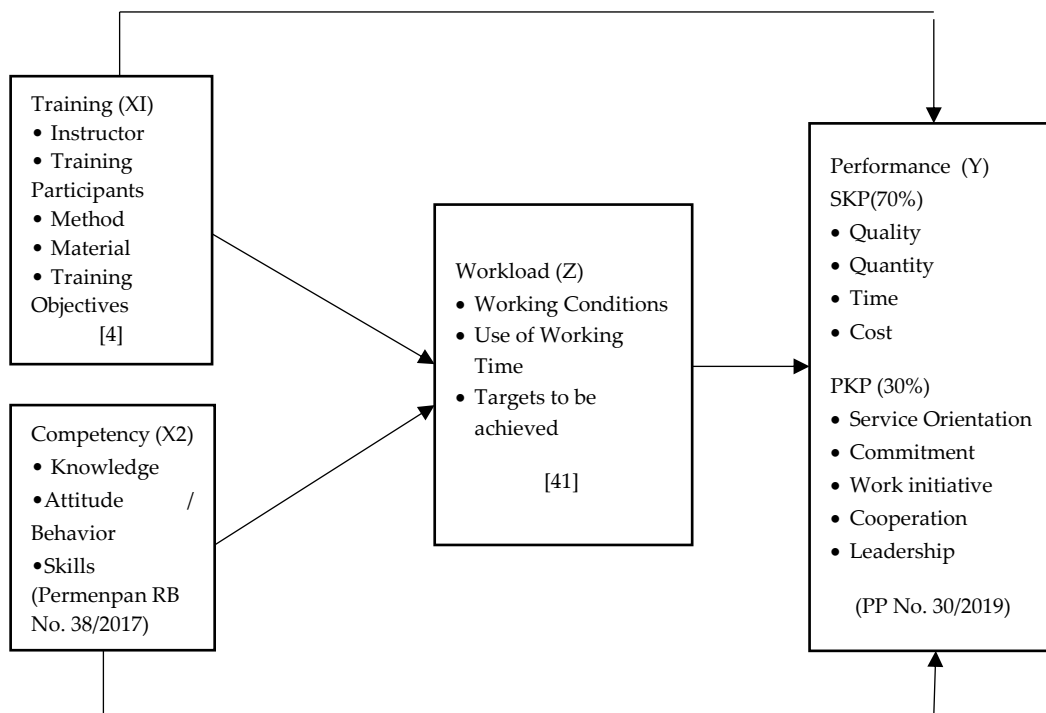 Training (XI)
• Instructor
• Training
Participants
• Method
• Material
• Training
Objectives
[4]
Competency (X2)
• Knowledge
•Attitude /
Behavior
•Skills
(Permenpan RB
No. 38/2017)
Workload (Z)
• Working Conditions
• Use of Working
Time
• Targets to be
achieved
[41]
Performance (Y)
SKP(70%)
• Quality
• Quantity
• Time
• Cost
PKP (30%)
• Service Orientation
• Commitment
• Work initiative
• Cooperation
• Leadership
(PP No. 30/2019)